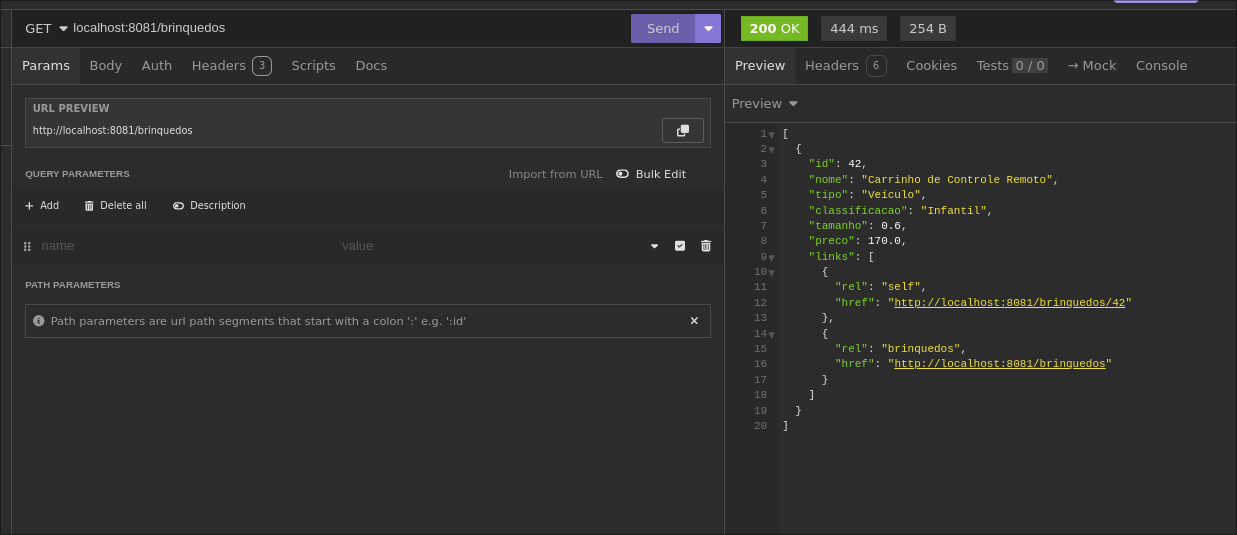 GET localhost:8081/brinquedos Send
Params Body Auth Headers 3 Scripts Docs
URL PREVIEW
http://localhost:8081/brinquedos
QUERY PARAMETERS Import from URL Bulk Edit
+ Add Delete all Description
name value
PATH PARAMETERS
Path parameters are url path segments that start with a colon ':' e.g. ':id' ×
200 OK 444 ms 254 B
Preview Headers 6 Cookies Tests 0 / 0 → Mock Console
Preview
1 [
2 {
3 "id": 42,
4 "nome": "Carrinho de Controle Remoto",
5 "tipo": "Veículo",
6 "classificacao": "Infantil",
7 "tamanho": 0.6,
8 "preco": 170.0,
9 "links": [
10 {
11 "rel": "self",
12 "href": "http://localhost:8081/brinquedos/42"
13 },
14 {
15 "rel": "brinquedos",
16 "href": "http://localhost:8081/brinquedos"
17 }
18 ]
19 }
20 ]